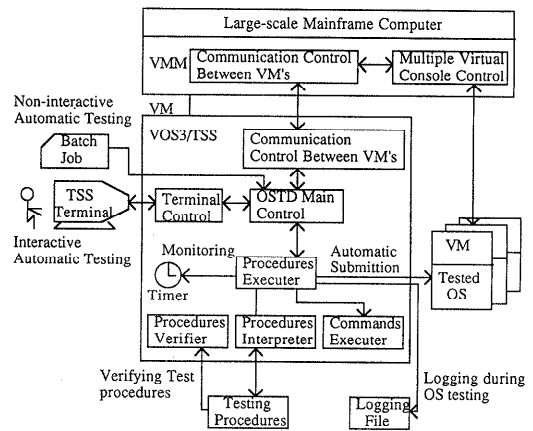 Large-scale Mainframe Computer
VMM
Communication Control
Between VM's
Multiple Virtual
Console Control
Non-interactive
Automatic Testing
VM
VOS3/TSS
Batch
Job
Communication
Control Between VM's
TSS
Terminal
Terminal
Control
OSTD Main
Control
Interactive
Automatic Testing
Monitoring
Timer
Procedures
Executer
Automatic
Submittion
VM
Tested
OS
Procedures
Verifier
Procedures
Interpreter
Commands
Executer
Verifying Test
procedures
Testing
Procedures
Logging
File
Logging during
OS testing